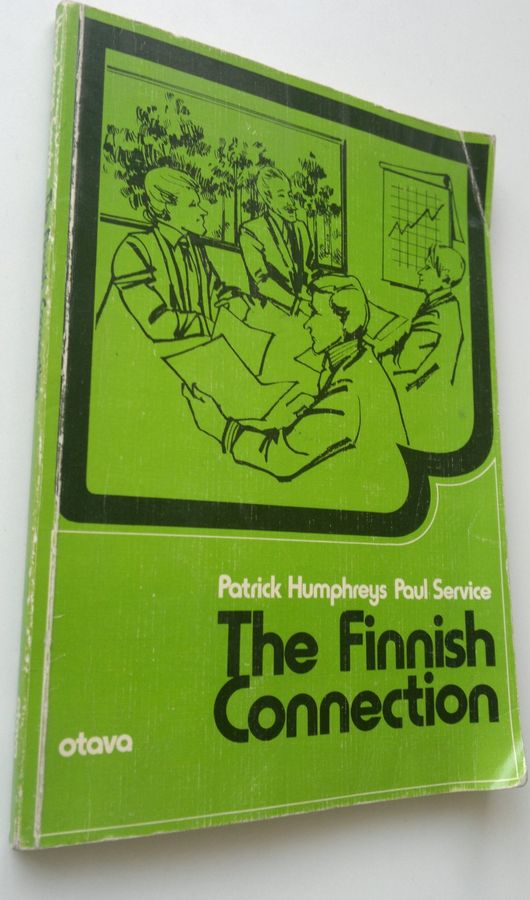 Patrick Humphreys Paul Service
The Finnish
Connection
otava